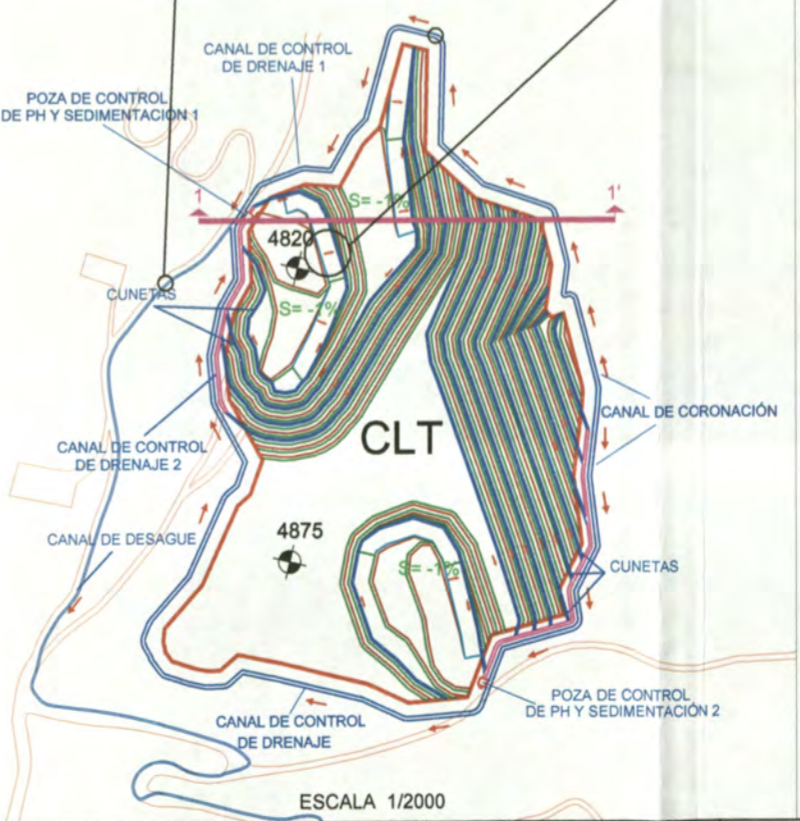 CANAL DE CONTROL
DE DRENAJE 1
POZA DE CONTROL
DE PH Y SEDIMENTACION 1
1
1'
S= -1%
4820
CUNETAS
S= -1%
CANAL DE CORONACIÓN
CLT
CANAL DE CONTROL
DE DRENAJE 2
4875
CANAL DE DESAGUE
S= -1%
CUNETAS
POZA DE CONTROL
DE PH Y SEDIMENTACIÓN 2
CANAL DE CONTROL
DE DRENAJE
ESCALA 1/2000